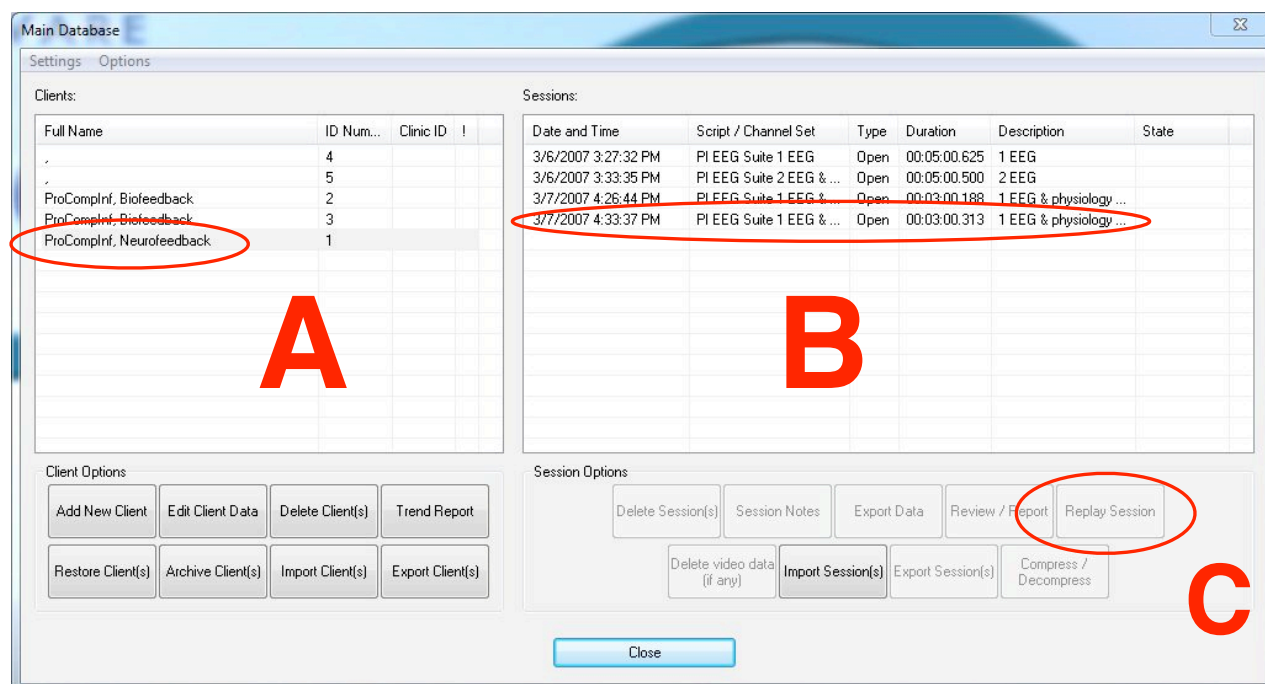 Main Database
Settings Options
Clients:
Full Name ID Num... Clinic ID !
, 4
, 5
ProCompInf, Biofeedback 2
ProCompInf, Biofeedback 3
ProCompInf, Neurofeedback 1
A
Client Options
Add New Client Edit Client Data Delete Client(s) Trend Report
Restore Client(s) Archive Client(s) Import Client(s) Export Client(s)
Sessions:
Date and Time Script / Channel Set Type Duration Description State
3/6/2007 3:27:32 PM PI EEG Suite 1 EEG Open 00:05:00.625 1 EEG
3/6/2007 3:33:35 PM PI EEG Suite 2 EEG & ... Open 00:05:00.500 2 EEG
3/7/2007 4:26:44 PM PI EEG Suite 1 EEG & ... Open 00:03:00.188 1 EEG & physiology ...
3/7/2007 4:33:37 PM PI EEG Suite 1 EEG & ... Open 00:03:00.313 1 EEG & physiology ...
B
Session Options
Delete Session(s) Session Notes Export Data Review / Report Replay Session
Delete video data
(if any)
Import Session(s) Export Session(s)
Compress /
Decompress
C
Close